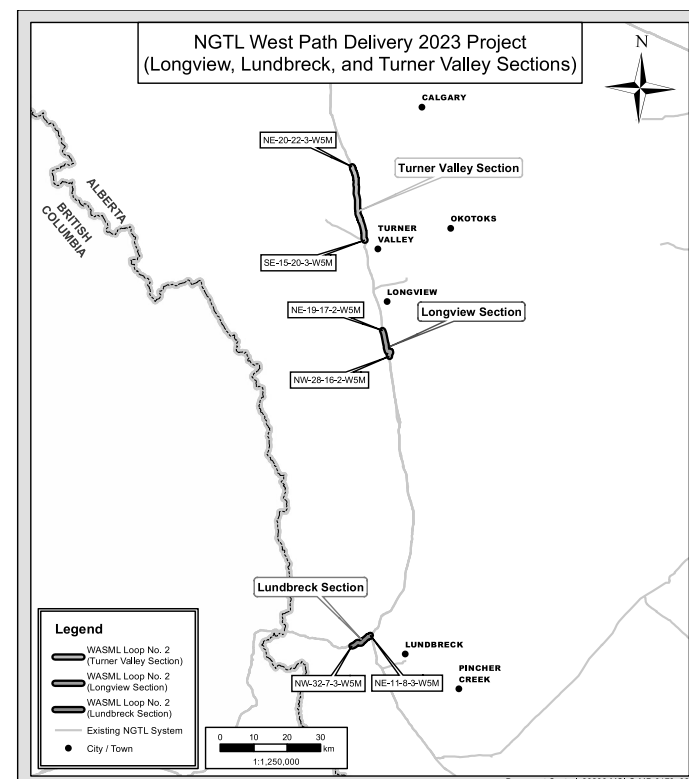 NGTL West Path Delivery 2023 Project
(Longview, Lundbreck, and Turner Valley Sections)
N
CALGARY
NE-20-22-3-W5M
Turner Valley Section
ALBERTA
BRITISH
COLUMBIA
OKOTOKS
TURNER
VALLEY
SE-15-20-3-W5M
LONGVIEW
NE-19-17-2-W5M
Longview Section
NW-28-16-2-W5M
Lundbreck Section
LUNDBRECK
NW-32-7-3-W5M
NE-11-8-3-W5M
PINCHER
CREEK
Legend
WASML Loop No. 2
(Turner Valley Section)
WASML Loop No. 2
(Longview Section)
WASML Loop No. 2
(Lundbreck Section)
Existing NGTL System
City / Town
0 10 20 30
km
1:1,250,000